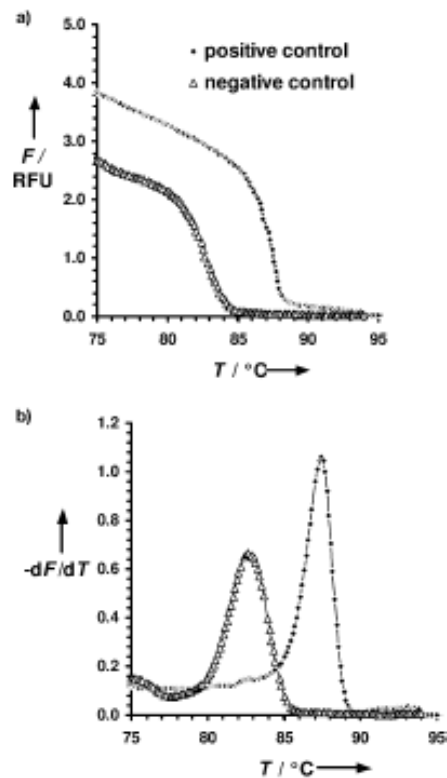 a)
5.0
• positive control
4.0
△ negative control
3.0
F /
RFU
2.0
1.0
0.0
75 80 85 90 95
T / °C
b)
1.2
1.0
0.8
-dF/dT
0.6
0.4
0.2
0.0
75 80 85 90 95
T / °C